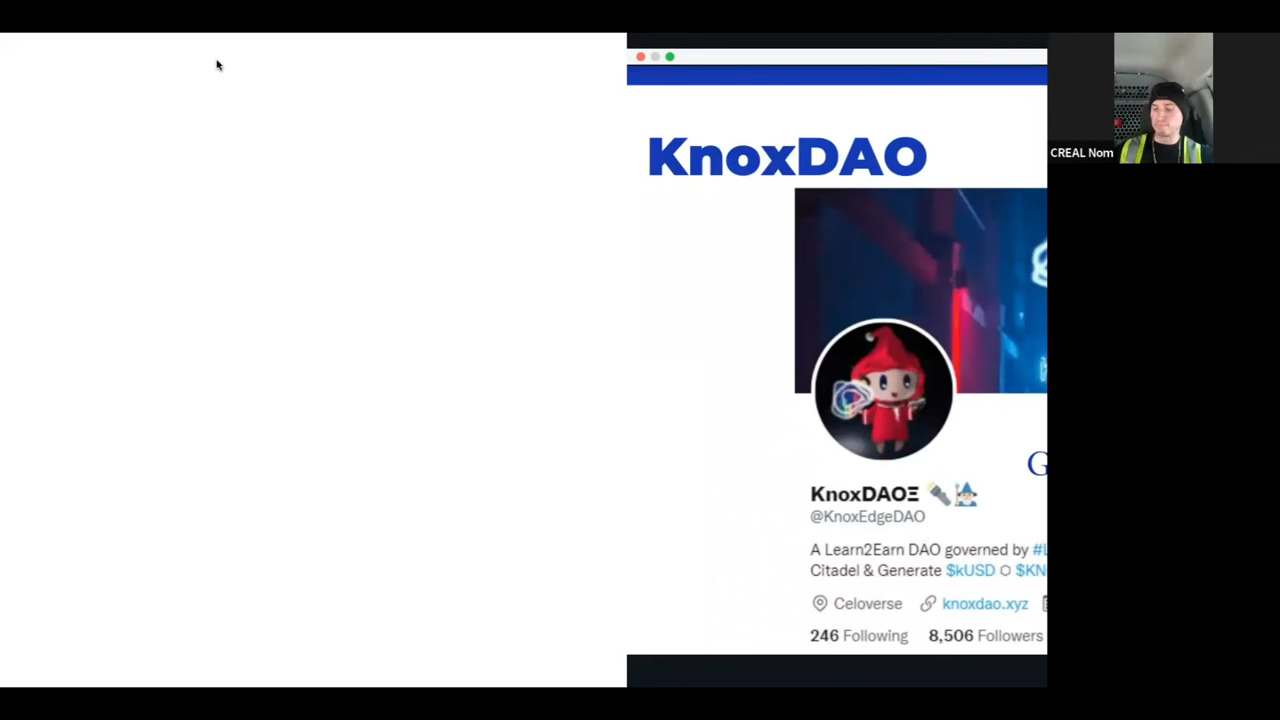 KnoxDAO
CREAL Nom
G
KnoxDAOΞ
@KnoxEdgeDAO
A Learn2Earn DAO governed by
Citadel & Generate $kUSD ⬡ $KN
Celoverse knoxdao.xyz
246 Following 8,506 Followers